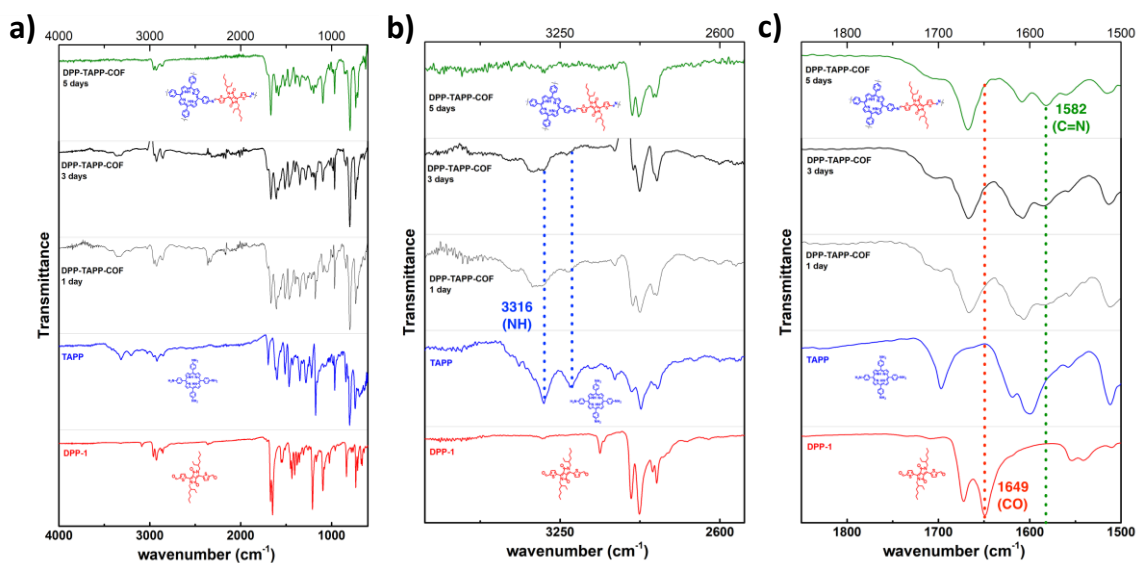 a)
4000 3000 2000 1000
DPP-TAPP-COF
5 days
DPP-TAPP-COF
3 days
DPP-TAPP-COF
1 day
TAPP
DPP-1
Transmittance
4000 3000 2000 1000
wavenumber (cm⁻¹)
b)
3250 2600
DPP-TAPP-COF
5 days
DPP-TAPP-COF
3 days
DPP-TAPP-COF
1 day
3316
(NH)
TAPP
DPP-1
Transmittance
3250 2600
wavenumber (cm⁻¹)
c)
1800 1700 1600 1500
DPP-TAPP-COF
5 days
1582
(C=N)
DPP-TAPP-COF
3 days
DPP-TAPP-COF
1 day
TAPP
DPP-1
1649
(CO)
Transmittance
1800 1700 1600 1500
wavenumber (cm⁻¹)